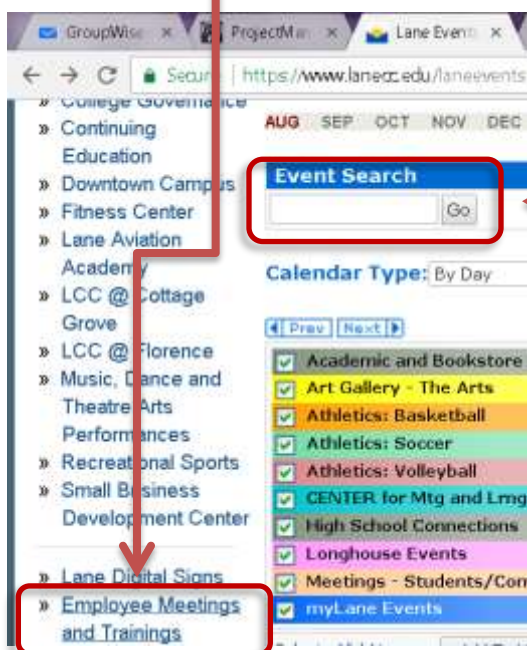 GroupWise × ProjectMan × Lane Event ×
Secure https://www.lanecc.edu/laneevents
» College Governance
» Continuing
Education
» Downtown Campus
» Fitness Center
» Lane Aviation
Academy
» LCC @ Cottage
Grove
» LCC @ Florence
» Music, Dance and
Theatre Arts
Performances
» Recreational Sports
» Small Business
Development Center
» Lane Digital Signs
» Employee Meetings
and Trainings
AUG SEP OCT NOV DEC
Event Search
Go
Calendar Type: By Day
Prev Next
Academic and Bookstore
Art Gallery - The Arts
Athletics: Basketball
Athletics: Soccer
Athletics: Volleyball
CENTER for Mtg and Lrng
High School Connections
Longhouse Events
Meetings - Students/Com
myLane Events